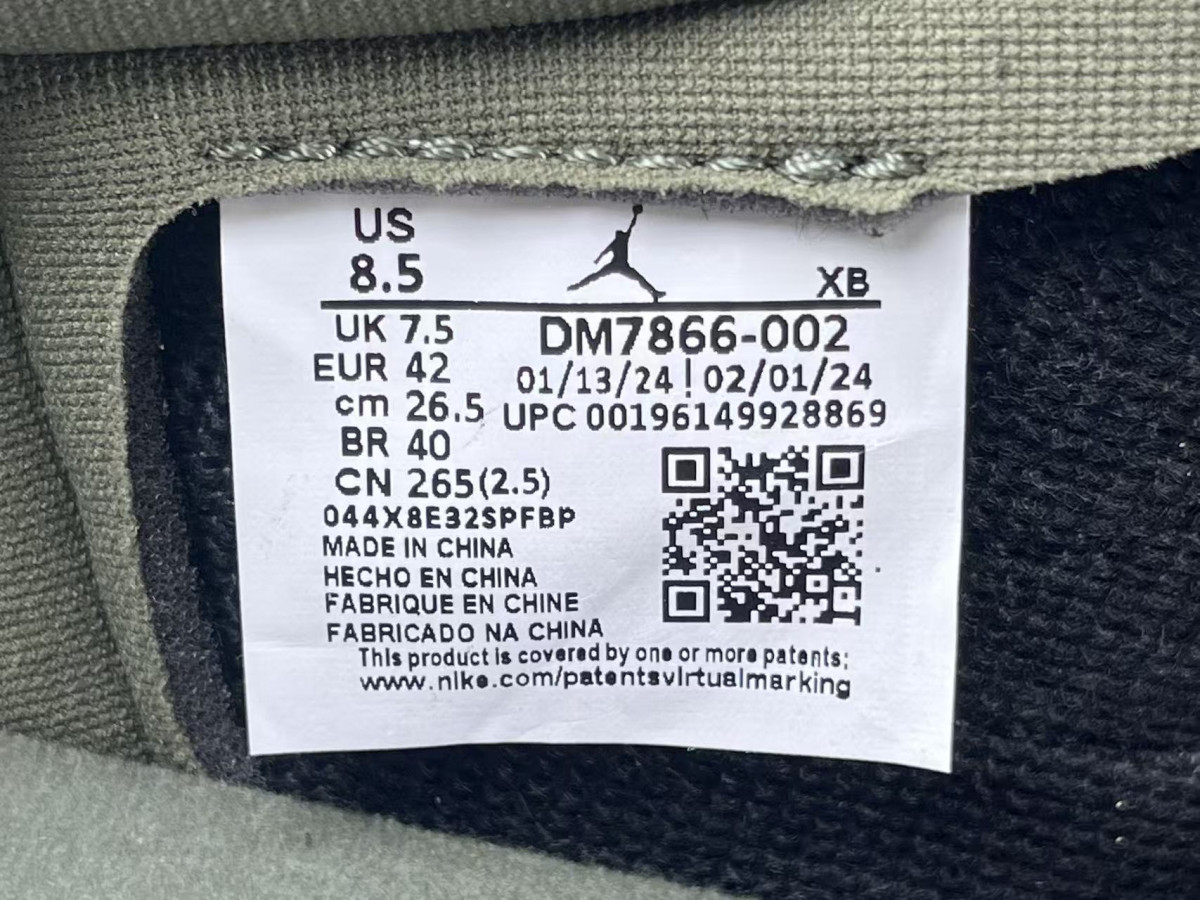 US
8.5
XB
UK 7.5
EUR 42
cm 26.5
BR 40
CN 265(2.5)
DM7866-002
01/13/24 | 02/01/24
UPC 00196149928869
044X8E32SPFBP
MADE IN CHINA
HECHO EN CHINA
FABRIQUE EN CHINE
FABRICADO NA CHINA
This product is covered by one or more patents:
www.nike.com/patentsvirtualmarking